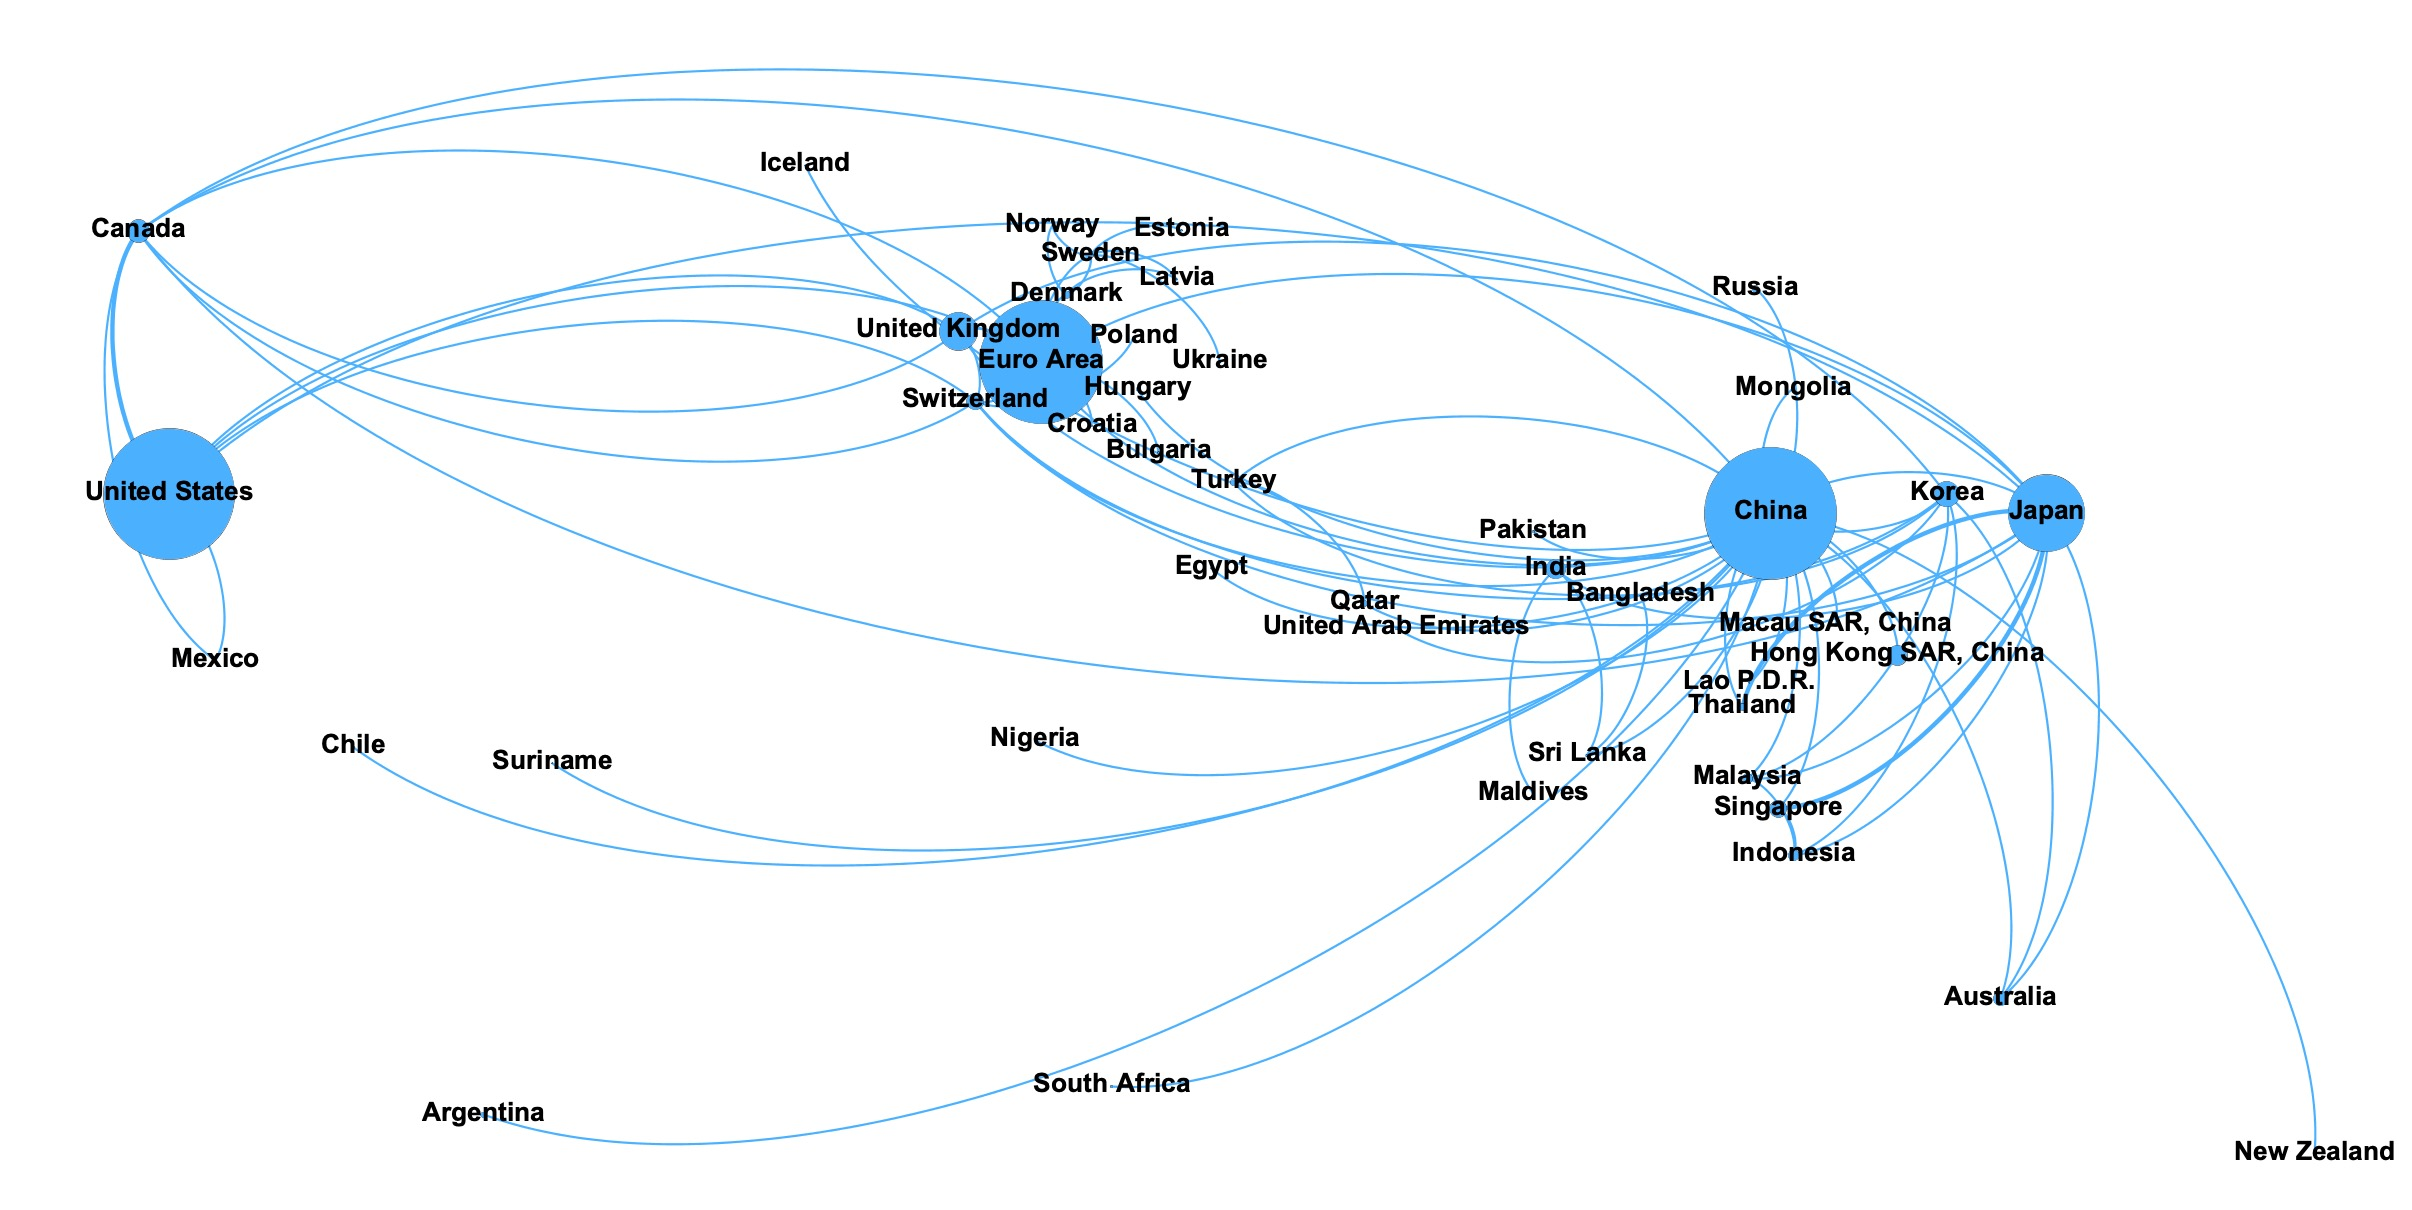 Iceland
Norway
Estonia
Canada
Sweden
Latvia
Russia
Denmark
United Kingdom
Poland
Euro Area
Ukraine
Hungary
Mongolia
Switzerland
Croatia
Bulgaria
Turkey
United States
Korea
China
Japan
Pakistan
Egypt
India
Bangladesh
Qatar
United Arab Emirates
Macau SAR, China
Hong Kong SAR, China
Mexico
Lao P.D.R.
Thailand
Nigeria
Chile
Suriname
Sri Lanka
Malaysia
Maldives
Singapore
Indonesia
Australia
South Africa
Argentina
New Zealand